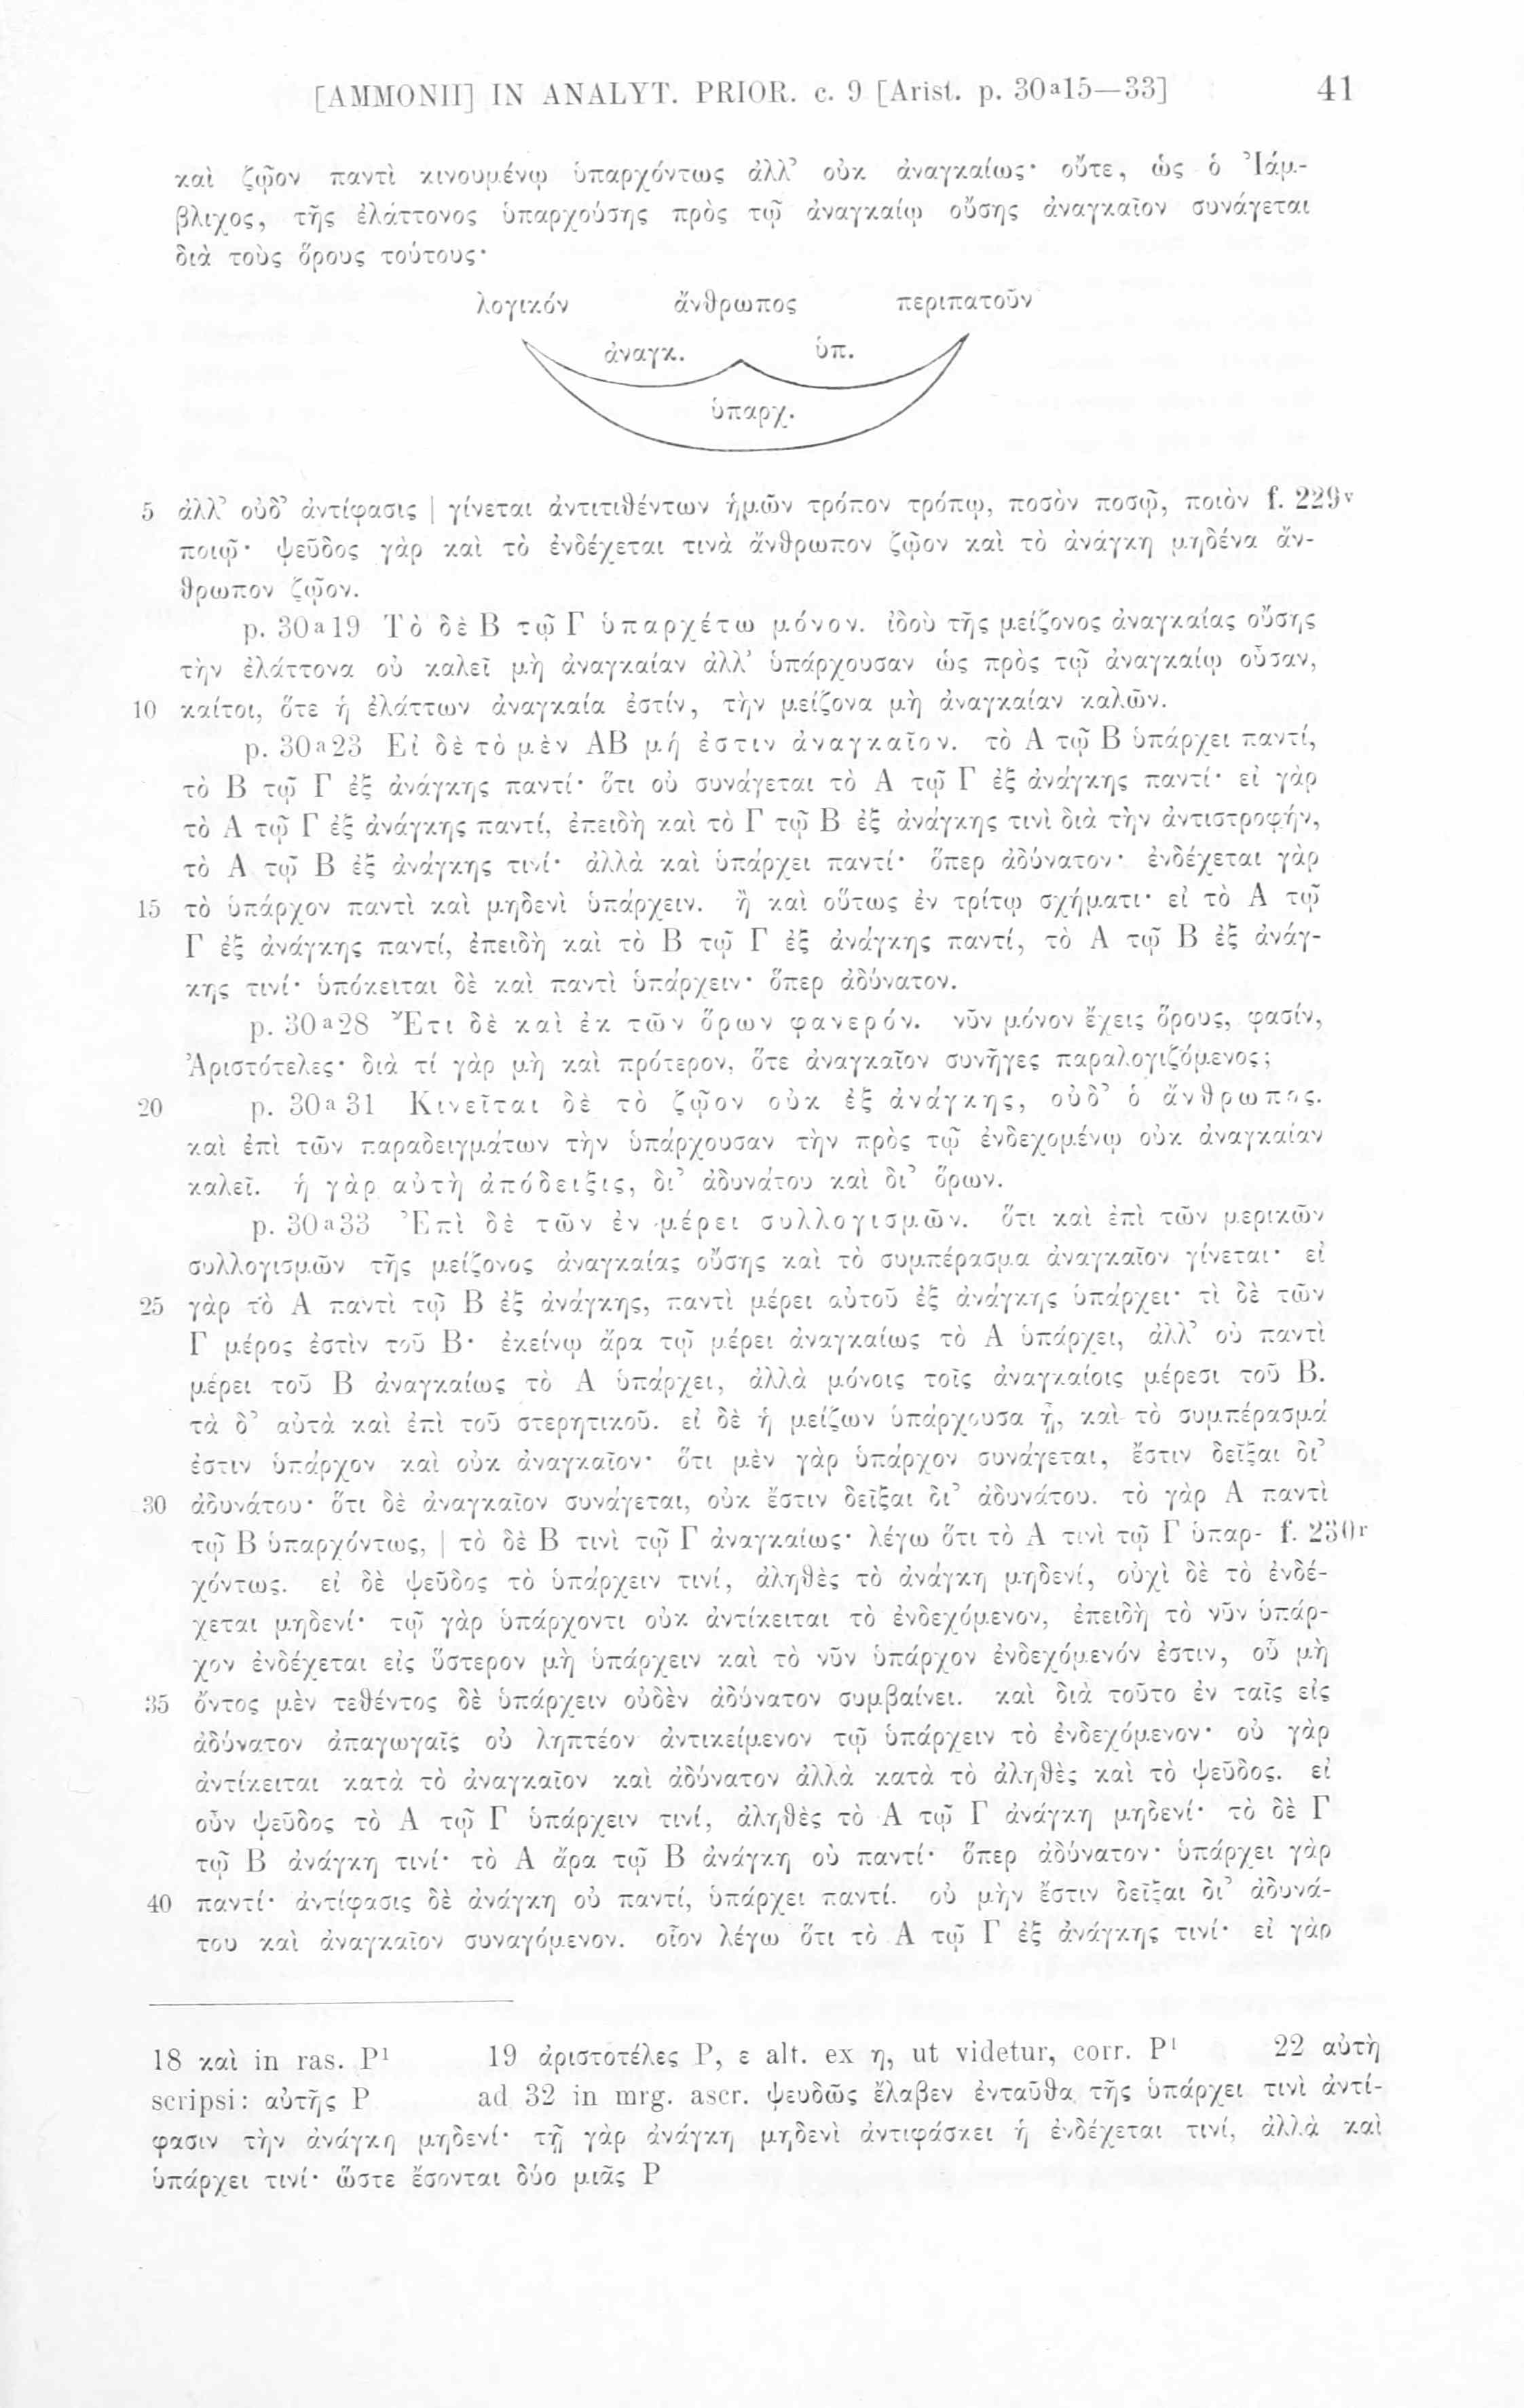 [AMMONII] IN ANALYT. PRIOR. c. 9 [Arist. p. 30a15—33] 41
καὶ ζῷον παντὶ κινουμένῳ ὑπαρχόντως ἀλλ’ οὐκ ἀναγκαίως· οὔτε, ὡς ὁ Ἰάμ-
βλιχος, τῆς ἐλάττονος ὑπαρχούσης πρὸς τῷ ἀναγκαίῳ οὔσης ἀναγκαῖον συνάγεται
διὰ τοὺς ὅρους τούτους·
λογικόν ἄνθρωπος περιπατοῦν
ἀναγκ. ὑπ.
ὑπαρχ.
5 ἀλλ’ οὐδ’ ἀντίφασις | γίνεται ἀντιτιθέντων ἡμῶν τρόπον τρόπῳ, ποσὸν ποσῷ, ποιὸν f. 229v
ποιῷ· ψεῦδος γὰρ καὶ τὸ ἐνδέχεται τινὰ ἄνθρωπον ζῷον καὶ τὸ ἀνάγκη μηδένα ἄν-
θρωπον ζῷον.
p. 30a19 Τὸ δὲ Β τῷ Γ ὑπαρχέτω μόνον. ἰδοὺ τῆς μείζονος ἀναγκαίας οὔσης
τὴν ἐλάττονα οὐ καλεῖ μὴ ἀναγκαίαν ἀλλ’ ὑπάρχουσαν ὡς πρὸς τῷ ἀναγκαίῳ οὖσαν,
10 καίτοι, ὅτε ἡ ἐλάττων ἀναγκαία ἐστίν, τὴν μείζονα μὴ ἀναγκαίαν καλῶν.
p. 30a23 Εἰ δὲ τὸ μὲν ΑΒ μή ἐστιν ἀναγκαῖον. τὸ Α τῷ Β ὑπάρχει παντί,
τὸ Β τῷ Γ ἐξ ἀνάγκης παντί· ὅτι οὐ συνάγεται τὸ Α τῷ Γ ἐξ ἀνάγκης παντί· εἰ γὰρ
τὸ Α τῷ Γ ἐξ ἀνάγκης παντί, ἐπειδὴ καὶ τὸ Γ τῷ Β ἐξ ἀνάγκης τινὶ διὰ τὴν ἀντιστροφήν,
τὸ Α τῷ Β ἐξ ἀνάγκης τινί· ἀλλὰ καὶ ὑπάρχει παντί· ὅπερ ἀδύνατον· ἐνδέχεται γὰρ
15 τὸ ὑπάρχον παντὶ καὶ μηδενὶ ὑπάρχειν. ἢ καὶ οὕτως ἐν τρίτῳ σχήματι· εἰ τὸ Α τῷ
Γ ἐξ ἀνάγκης παντί, ἐπειδὴ καὶ τὸ Β τῷ Γ ἐξ ἀνάγκης παντί, τὸ Α τῷ Β ἐξ ἀνάγ-
κης τινί· ὑπόκειται δὲ καὶ παντὶ ὑπάρχειν· ὅπερ ἀδύνατον.
p. 30a28 Ἔτι δὲ καὶ ἐκ τῶν ὅρων φανερόν. νῦν μόνον ἔχεις ὅρους, φασίν,
Ἀριστότελες· διὰ τί γὰρ μὴ καὶ πρότερον, ὅτε ἀναγκαῖον συνῆγες παραλογιζόμενος;
20 p. 30a31 Κινεῖται δὲ τὸ ζῷον οὐκ ἐξ ἀνάγκης, οὐδ’ ὁ ἄνθρωπος.
καὶ ἐπὶ τῶν παραδειγμάτων τὴν ὑπάρχουσαν τὴν πρὸς τῷ ἐνδεχομένῳ οὐκ ἀναγκαίαν
καλεῖ. ἡ γὰρ αὐτὴ ἀπόδειξις, δι’ ἀδυνάτου καὶ δι’ ὅρων.
p. 30a33 Ἐπὶ δὲ τῶν ἐν μέρει συλλογισμῶν. ὅτι καὶ ἐπὶ τῶν μερικῶν
συλλογισμῶν τῆς μείζονος ἀναγκαίας οὔσης καὶ τὸ συμπέρασμα ἀναγκαῖον γίνεται· εἰ
25 γὰρ τὸ Α παντὶ τῷ Β ἐξ ἀνάγκης, παντὶ μέρει αὐτοῦ ἐξ ἀνάγκης ὑπάρχει· τὶ δὲ τῶν
Γ μέρος ἐστὶν τοῦ Β· ἐκείνῳ ἄρα τῷ μέρει ἀναγκαίως τὸ Α ὑπάρχει, ἀλλ’ οὐ παντὶ
μέρει τοῦ Β ἀναγκαίως τὸ Α ὑπάρχει, ἀλλὰ μόνοις τοῖς ἀναγκαίοις μέρεσι τοῦ Β.
τὰ δ’ αὐτὰ καὶ ἐπὶ τοῦ στερητικοῦ. εἰ δὲ ἡ μείζων ὑπάρχουσα ᾖ, καὶ τὸ συμπέρασμά
ἐστιν ὑπάρχον καὶ οὐκ ἀναγκαῖον· ὅτι μὲν γὰρ ὑπάρχον συνάγεται, ἔστιν δεῖξαι δι’
30 ἀδυνάτου· ὅτι δὲ ἀναγκαῖον συνάγεται, οὐκ ἔστιν δεῖξαι δι’ ἀδυνάτου. τὸ γὰρ Α παντὶ
τῷ Β ὑπαρχόντως, | τὸ δὲ Β τινὶ τῷ Γ ἀναγκαίως· λέγω ὅτι τὸ Α τινὶ τῷ Γ ὑπαρ- f. 230r
χόντως. εἰ δὲ ψεῦδος τὸ ὑπάρχειν τινί, ἀληθὲς τὸ ἀνάγκη μηδενί, οὐχὶ δὲ τὸ ἐνδέ-
χεται μηδενί· τῷ γὰρ ὑπάρχοντι οὐκ ἀντίκειται τὸ ἐνδεχόμενον, ἐπειδὴ τὸ νῦν ὑπάρ-
χον ἐνδέχεται εἰς ὕστερον μὴ ὑπάρχειν καὶ τὸ νῦν ὑπάρχον ἐνδεχόμενόν ἐστιν, οὗ μὴ
35 ὄντος μὲν τεθέντος δὲ ὑπάρχειν οὐδὲν ἀδύνατον συμβαίνει. καὶ διὰ τοῦτο ἐν ταῖς εἰς
ἀδύνατον ἀπαγωγαῖς οὐ ληπτέον ἀντικείμενον τῷ ὑπάρχειν τὸ ἐνδεχόμενον· οὐ γὰρ
ἀντίκειται κατὰ τὸ ἀναγκαῖον καὶ ἀδύνατον ἀλλὰ κατὰ τὸ ἀληθὲς καὶ τὸ ψεῦδος. εἰ
οὖν ψεῦδος τὸ Α τῷ Γ ὑπάρχειν τινί, ἀληθὲς τὸ Α τῷ Γ ἀνάγκη μηδενί· τὸ δὲ Γ
τῷ Β ἀνάγκη τινί· τὸ Α ἄρα τῷ Β ἀνάγκη οὐ παντί· ὅπερ ἀδύνατον· ὑπάρχει γὰρ
40 παντί· ἀντίφασις δὲ ἀνάγκη οὐ παντί, ὑπάρχει παντί. οὐ μὴν ἔστιν δεῖξαι δι’ ἀδυνά-
του καὶ ἀναγκαῖον συναγόμενον. οἷον λέγω ὅτι τὸ Α τῷ Γ ἐξ ἀνάγκης τινί· εἰ γὰρ
18 καὶ in ras. P¹ 19 ἀριστοτέλες P, ε alt. ex η, ut videtur, corr. P¹ 22 αὐτὴ
scripsi: αὐτῆς P ad 32 in mrg. ascr. ψευδῶς ἔλαβεν ἐνταῦθα τῆς ὑπάρχει τινὶ ἀντί-
φασιν τὴν ἀνάγκη μηδενί· τῇ γὰρ ἀνάγκη μηδενὶ ἀντιφάσκει ἡ ἐνδέχεται τινί, ἀλλὰ καὶ
ὑπάρχει τινί· ὥστε ἔσονται δύο μιᾶς P